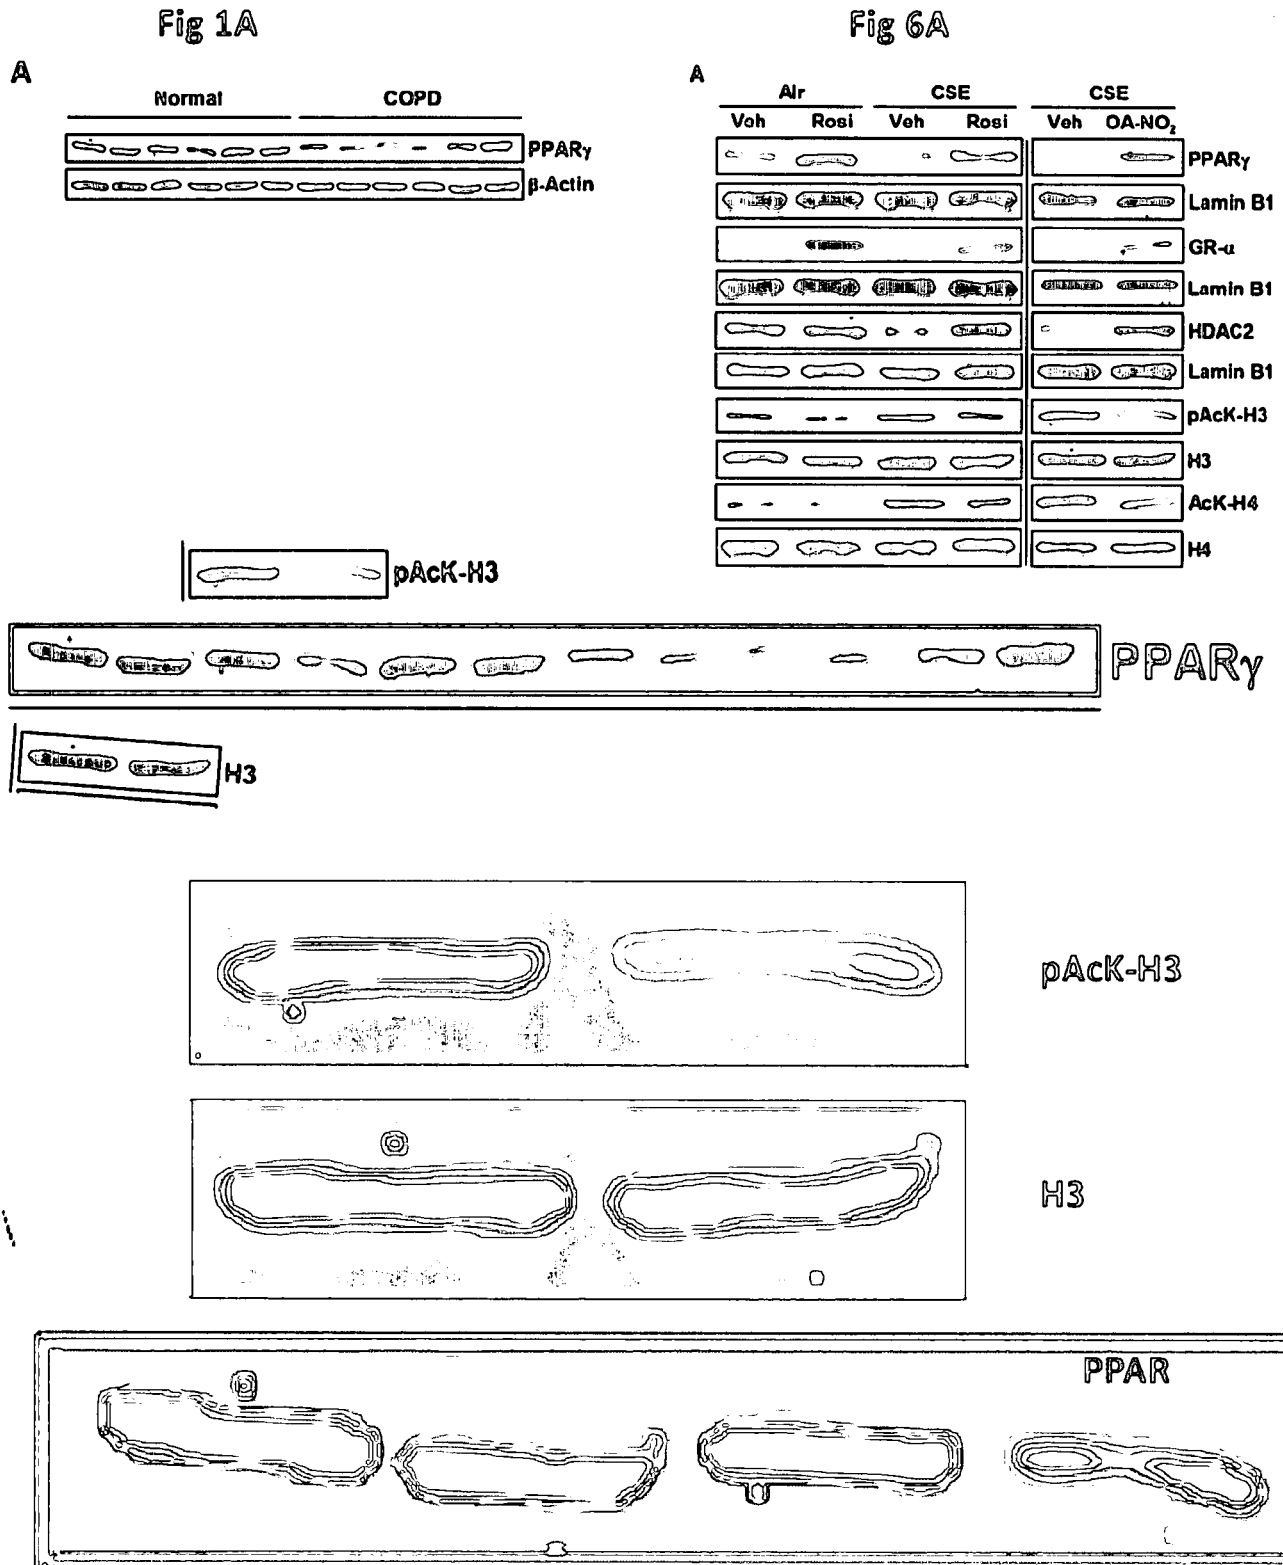 Fig 1A
Fig 6A
A
Normal COPD
PPARγ
β-Actin
A
Air CSE CSE
Veh Rosi Veh Rosi Veh OA-NO₂
PPARγ
Lamin B1
GR-α
Lamin B1
HDAC2
Lamin B1
pAcK-H3
H3
AcK-H4
H4
pAcK-H3
PPARγ
H3
pAcK-H3
H3
PPAR